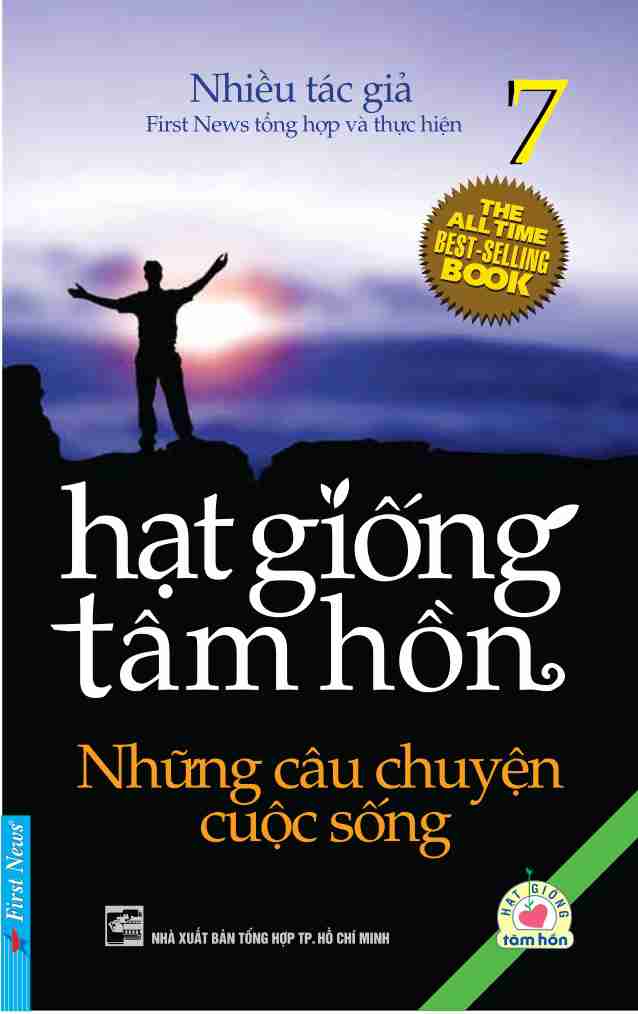 Nhiều tác giả
First News tổng hợp và thực hiện
7
THE
ALL TIME
BEST-SELLING
BOOK
hạt giống
tâm hồn
Những câu chuyện
cuộc sống
First News
NHÀ XUẤT BẢN TỔNG HỢP TP. HỒ CHÍ MINH
HẠT GIỐNG
tâm hồn